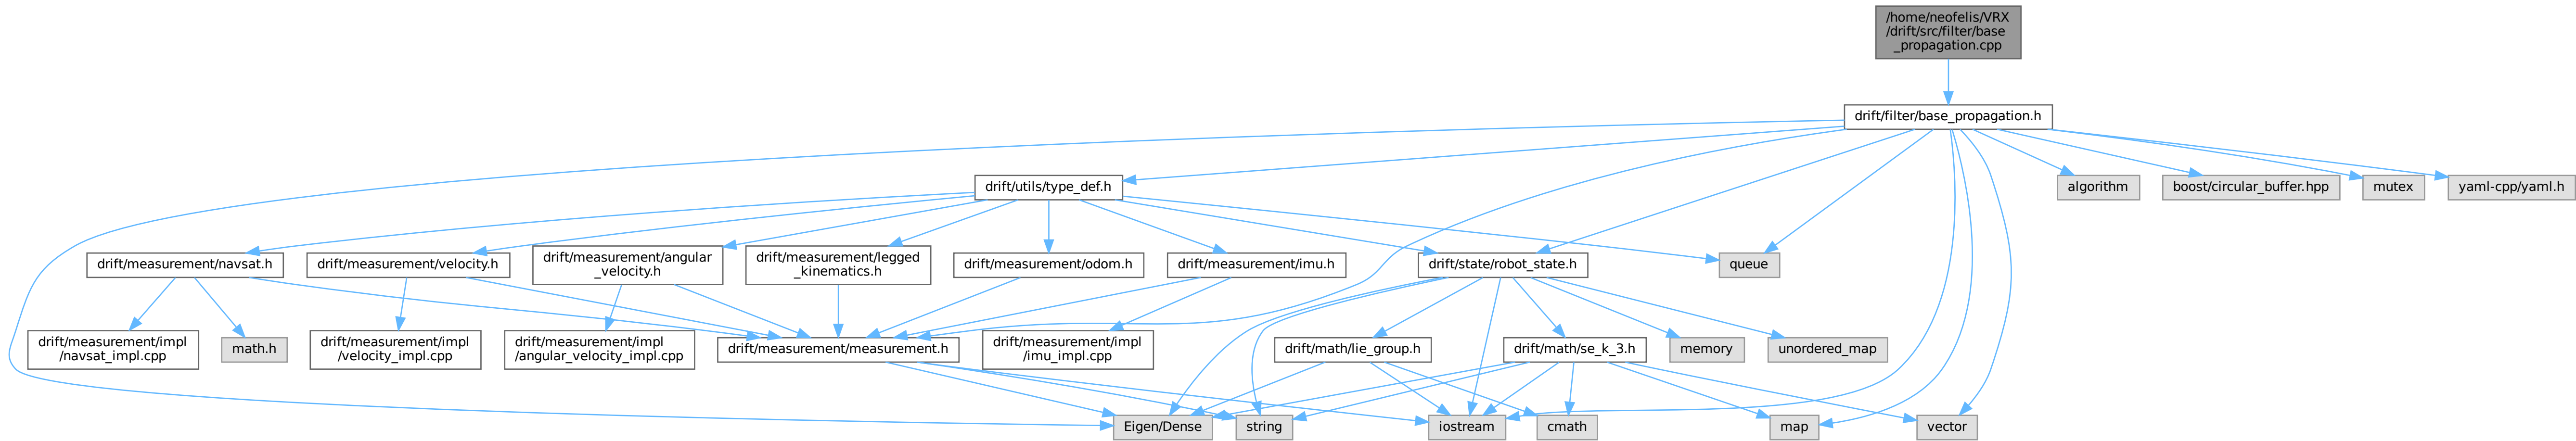 /home/neofelis/VRX
/drift/src/filter/base
_propagation.cpp
drift/filter/base_propagation.h
drift/utils/type_def.h
algorithm
boost/circular_buffer.hpp
mutex
yaml-cpp/yaml.h
drift/measurement/navsat.h
drift/measurement/velocity.h
drift/measurement/angular
_velocity.h
drift/measurement/legged
_kinematics.h
drift/measurement/odom.h
drift/measurement/imu.h
drift/state/robot_state.h
queue
drift/measurement/impl
/navsat_impl.cpp
math.h
drift/measurement/impl
/velocity_impl.cpp
drift/measurement/impl
/angular_velocity_impl.cpp
drift/measurement/measurement.h
drift/measurement/impl
/imu_impl.cpp
drift/math/lie_group.h
drift/math/se_k_3.h
memory
unordered_map
Eigen/Dense
string
iostream
cmath
map
vector